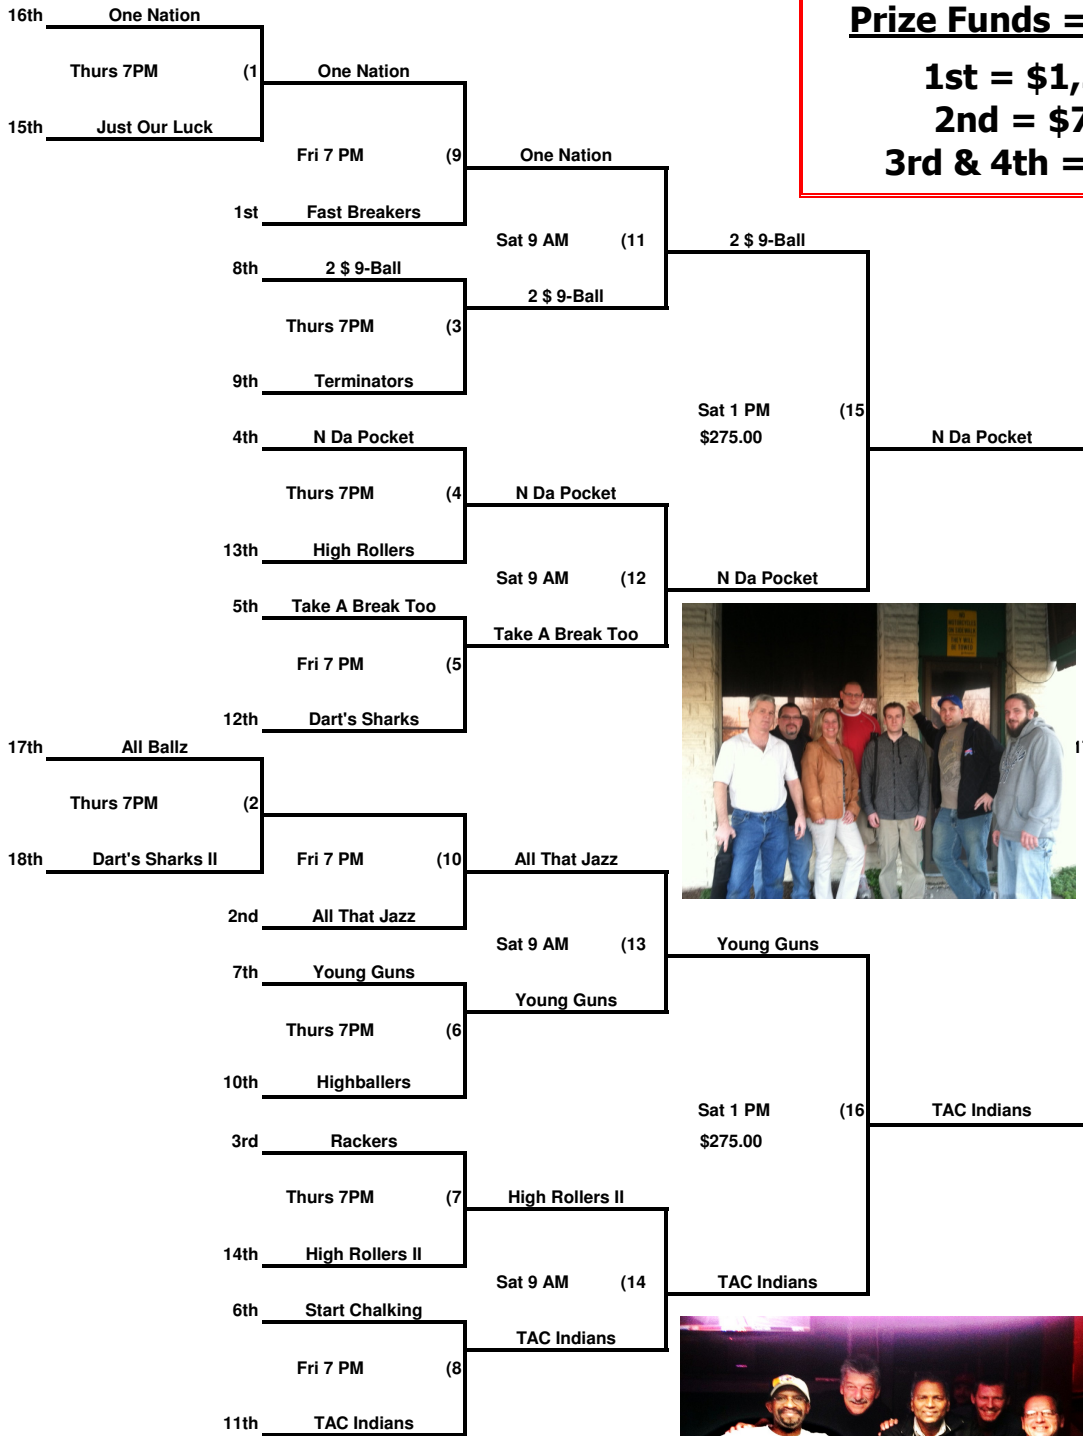 16th One Nation
Prize Funds =
Thurs 7PM (1 One Nation
1st = $1,
2nd = $7
15th Just Our Luck
Fri 7 PM (9 One Nation
3rd & 4th =
1st Fast Breakers
Sat 9 AM (11 2 $ 9-Ball
8th 2 $ 9-Ball
2 $ 9-Ball
Thurs 7PM (3
9th Terminators
Sat 1 PM (15
4th N Da Pocket $275.00 N Da Pocket
Thurs 7PM (4 N Da Pocket
13th High Rollers
Sat 9 AM (12 N Da Pocket
5th Take A Break Too
Take A Break Too
Fri 7 PM (5
12th Dart's Sharks
17th All Ballz
Thurs 7PM (2
18th Dart's Sharks II Fri 7 PM (10 All That Jazz
2nd All That Jazz
Sat 9 AM (13 Young Guns
7th Young Guns
Young Guns
Thurs 7PM (6
10th Highballers
Sat 1 PM (16 TAC Indians
3rd Rackers $275.00
Thurs 7PM (7 High Rollers II
14th High Rollers II
Sat 9 AM (14 TAC Indians
6th Start Chalking
TAC Indians
Fri 7 PM (8
11th TAC Indians